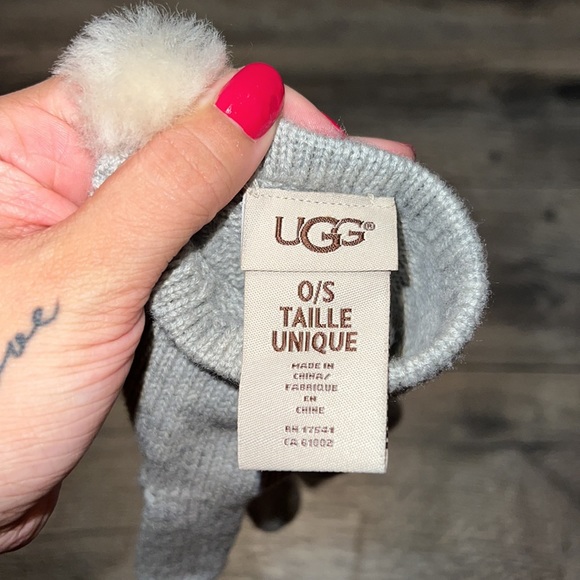 UGG®
O/S
TAILLE
UNIQUE
MADE IN
CHINA/
FABRIQUE
EN
CHINE
RN 17541
CA 61002